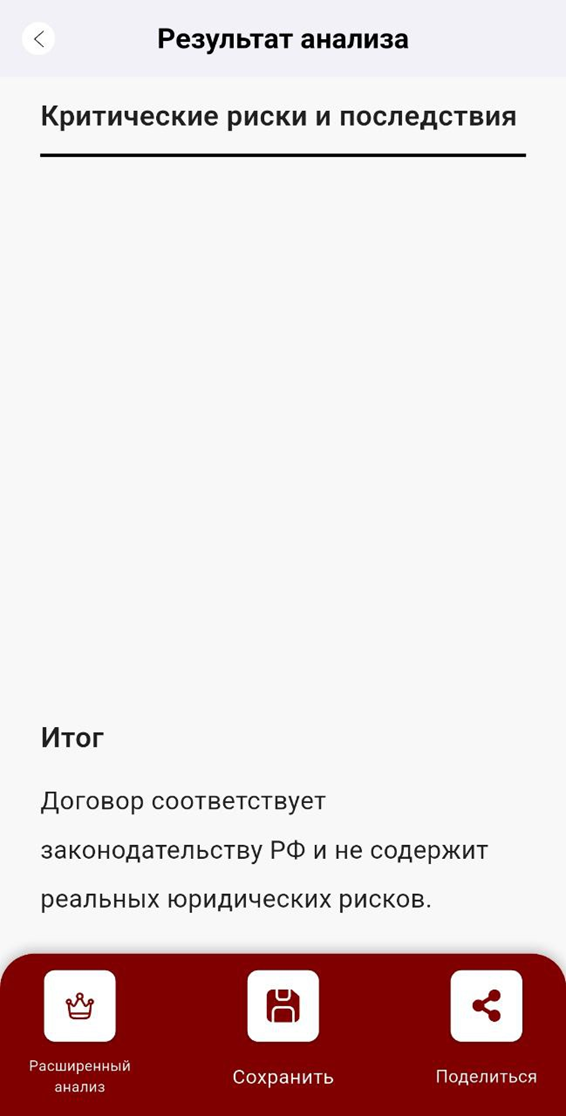 Результат анализа
Критические риски и последствия
Итог
Договор соответствует
законодательству РФ и не содержит
реальных юридических рисков.
Расширенный
анализ
Сохранить
Поделиться